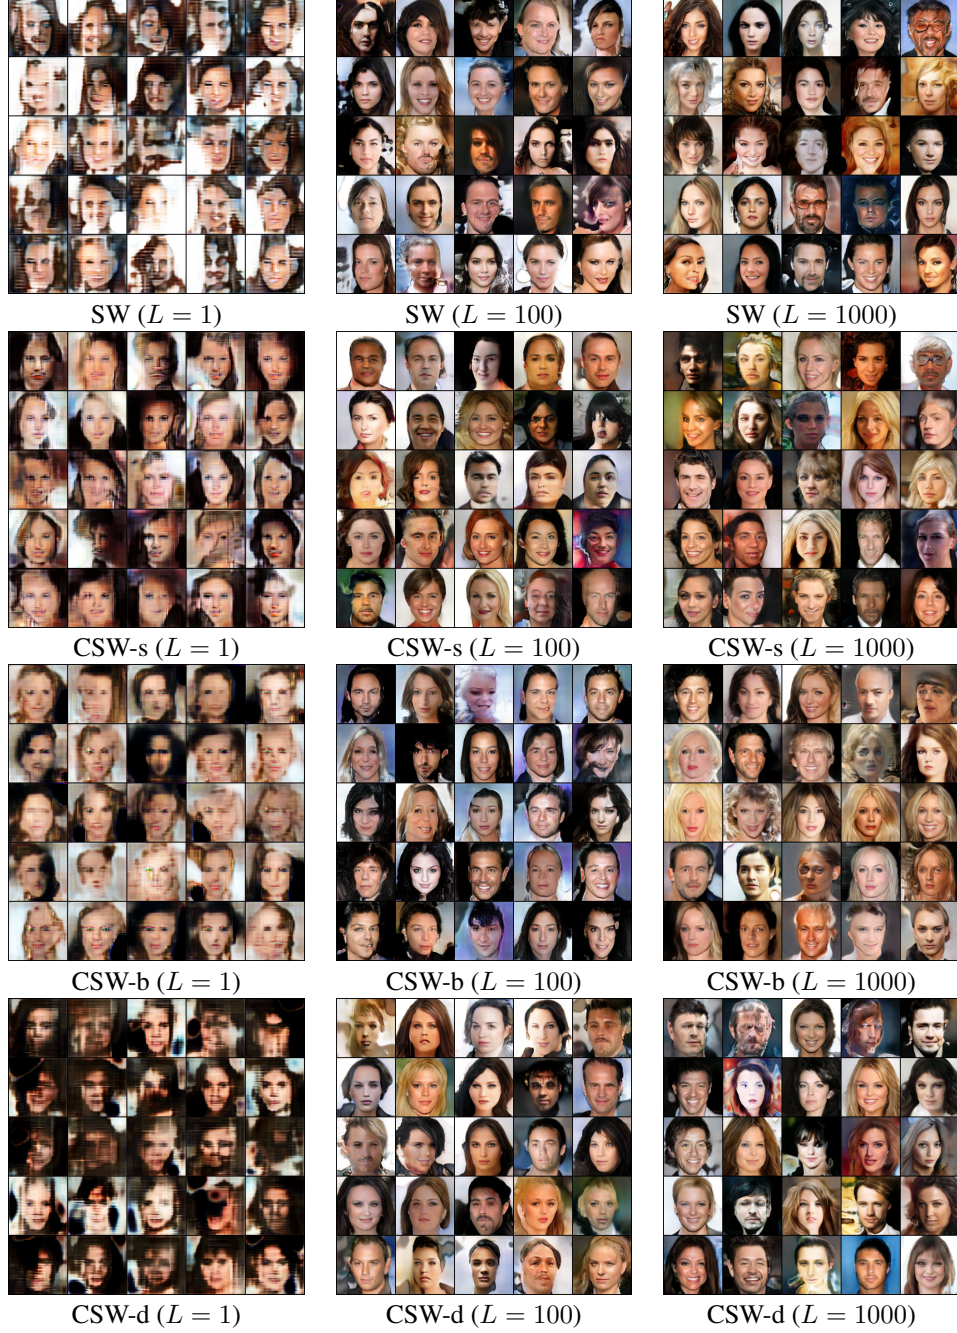 SW (L = 1)
SW (L = 100)
SW (L = 1000)
CSW-s (L = 1)
CSW-s (L = 100)
CSW-s (L = 1000)
CSW-b (L = 1)
CSW-b (L = 100)
CSW-b (L = 1000)
CSW-d (L = 1)
CSW-d (L = 100)
CSW-d (L = 1000)